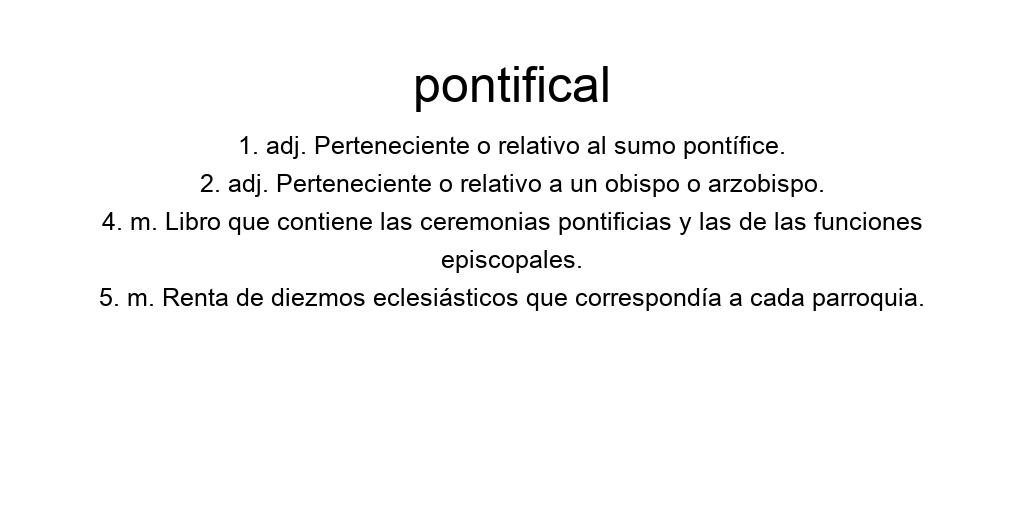 pontifical
1. adj. Perteneciente o relativo al sumo pontífice.
2. adj. Perteneciente o relativo a un obispo o arzobispo.
4. m. Libro que contiene las ceremonias pontificias y las de las funciones
episcopales.
5. m. Renta de diezmos eclesiásticos que correspondía a cada parroquia.